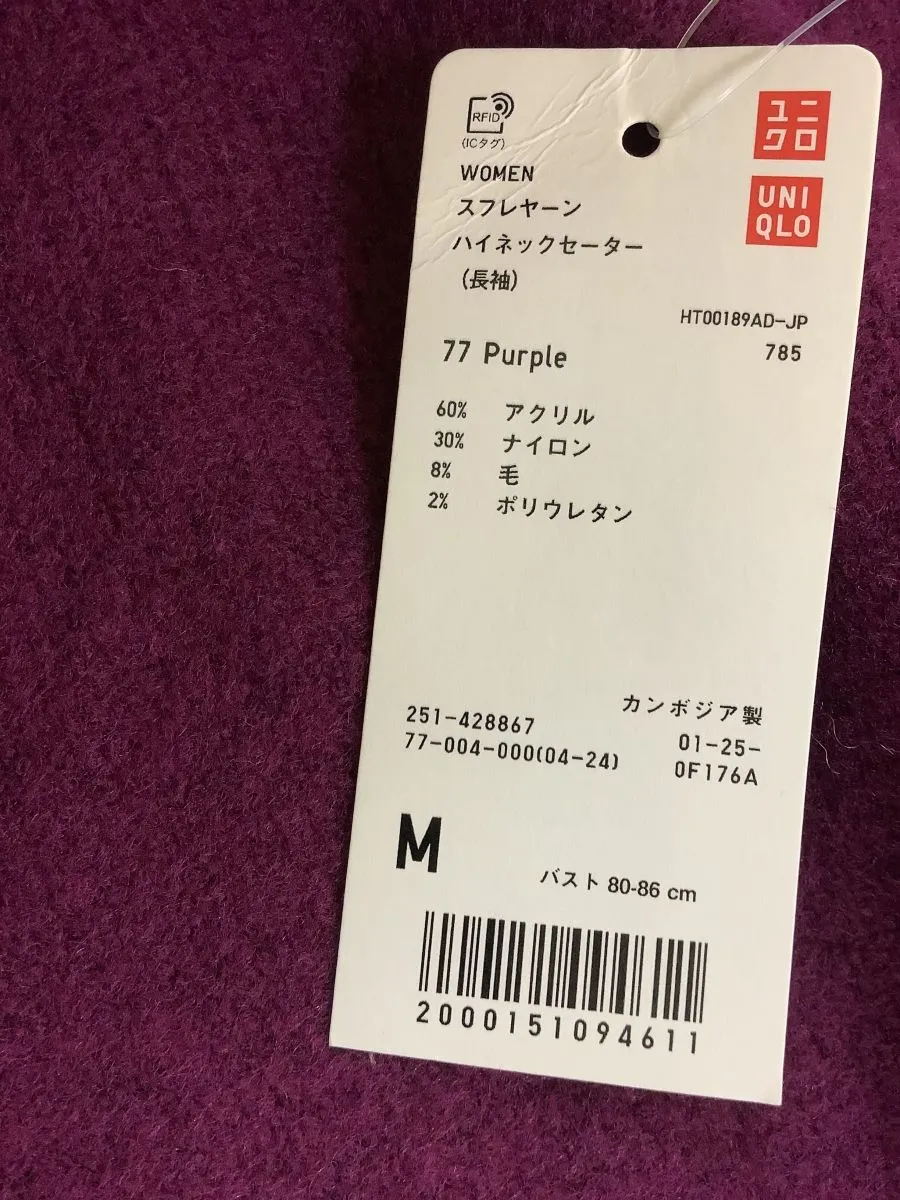 RFID
(ICタグ)
ユニ
クロ
UNI
QLO
WOMEN
スフレヤーン
ハイネックセーター
(長袖)
HT00189AD-JP
785
77 Purple
60% アクリル
30% ナイロン
8% 毛
2% ポリウレタン
カンボジア製
251-428867
01-25-
77-004-000(04-24)
0F176A
M
バスト 80-86 cm
2000151094611